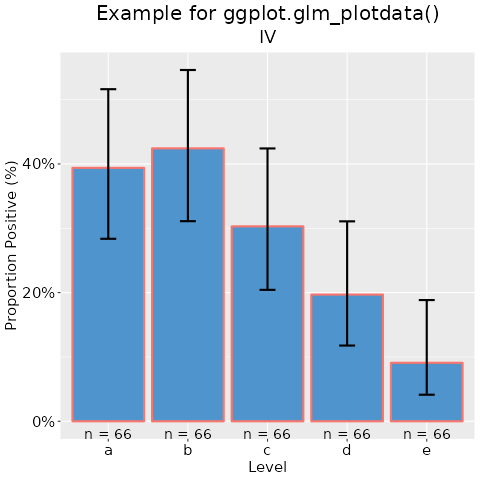 Example for ggplot.glm_plotdata()
IV
Proportion Positive (%)
40%
20%
0%
n = 66 n = 66 n = 66 n = 66 n = 66
a b c d e
Level